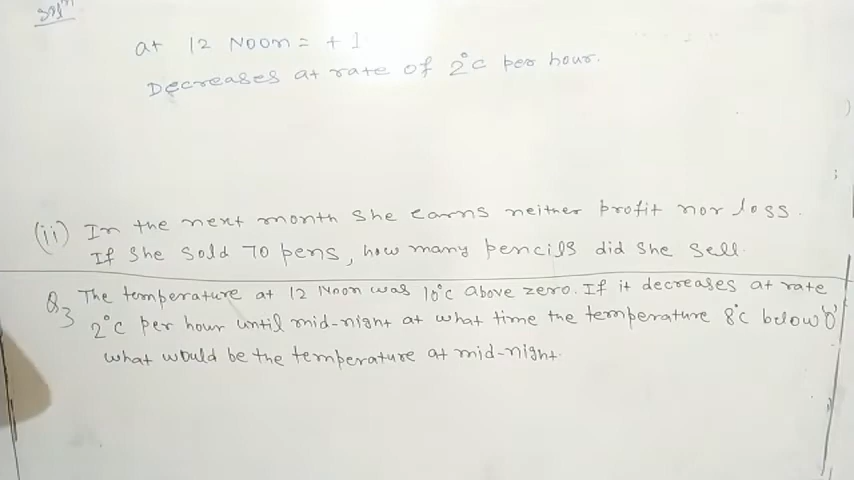 Solⁿ
at 12 Noon = + 1
Decreases at rate of 2°c per hour.
(ii) In the next month she earns neither profit nor loss.
If she sold 70 pens, how many pencils did she sell.
Q3 The temperature at 12 Noon was 10°c above zero. If it decreases at rate
2°c per hour until mid-night at what time the temperature 8°c below '0'
what would be the temperature at mid-night.